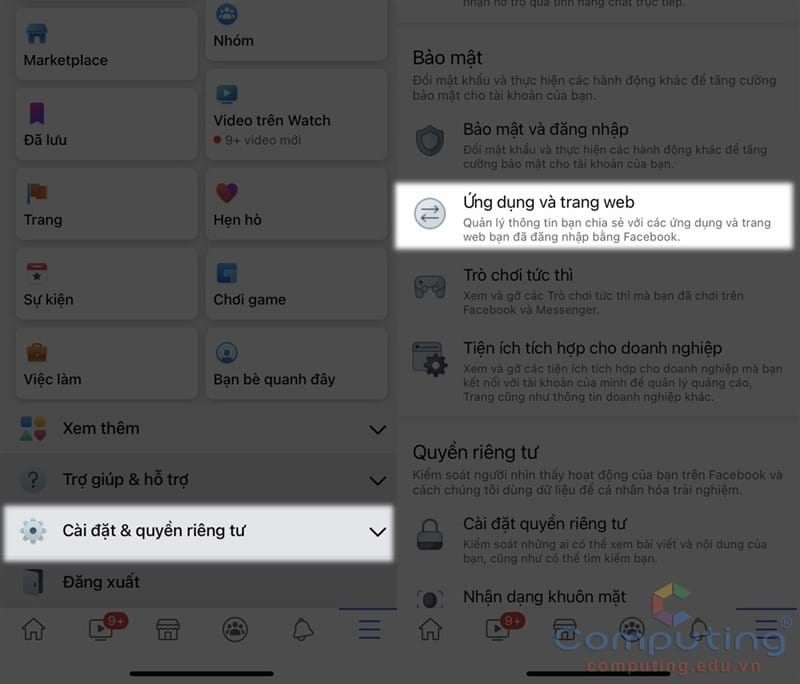 Marketplace
Nhóm
Đã lưu
Video trên Watch
9+ video mới
Trang
Hẹn hò
Sự kiện
Chơi game
Việc làm
Bạn bè quanh đây
Xem thêm
Trợ giúp & hỗ trợ
Cài đặt & quyền riêng tư
Đăng xuất
9+
nhận hỗ trợ qua tính năng chat trực tiếp.
Bảo mật
Đổi mật khẩu và thực hiện các hành động khác để tăng cường
bảo mật cho tài khoản của bạn.
Bảo mật và đăng nhập
Đổi mật khẩu và thực hiện các hành động khác để tăng
cường bảo mật cho tài khoản của bạn.
Ứng dụng và trang web
Quản lý thông tin bạn chia sẻ với các ứng dụng và trang
web bạn đã đăng nhập bằng Facebook.
Trò chơi tức thì
Xem và gỡ các Trò chơi tức thì mà bạn đã chơi trên
Facebook và Messenger.
Tiện ích tích hợp cho doanh nghiệp
Xem và gỡ các tiện ích tích hợp cho doanh nghiệp mà bạn
kết nối với tài khoản của mình để quản lý quảng cáo,
Trang cũng như thông tin doanh nghiệp khác.
Quyền riêng tư
Kiểm soát người nhìn thấy hoạt động của bạn trên Facebook và
cách chúng tôi dùng dữ liệu để cá nhân hóa trải nghiệm.
Cài đặt quyền riêng tư
Kiểm soát những ai có thể xem bài viết và nội dung của
bạn, cũng như có thể tìm kiếm bạn.
Nhận dạng khuôn mặt
9+
Computing®
computing.edu.vn